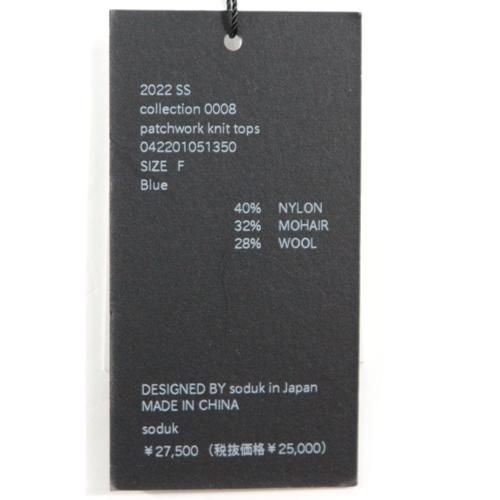 2022 SS
collection 0008
patchwork knit tops
042201051350
SIZE F
Blue
40% NYLON
32% MOHAIR
28% WOOL
DESIGNED BY soduk in Japan
MADE IN CHINA
soduk
￥27,500（税抜価格￥25,000）